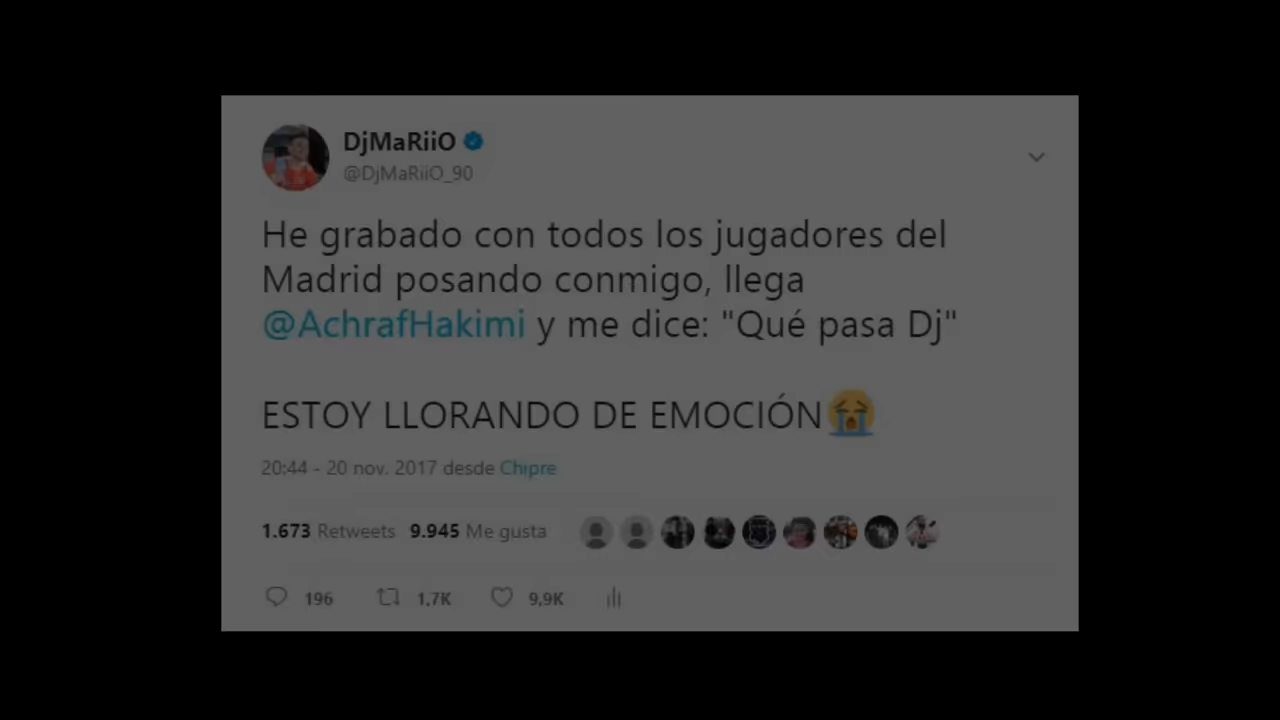 DjMaRiiO
@DjMaRiiO_90
He grabado con todos los jugadores del
Madrid posando conmigo, llega
@AchrafHakimi y me dice: "Qué pasa Dj"
ESTOY LLORANDO DE EMOCIÓN😭
20:44 - 20 nov. 2017 desde Chipre
1.673 Retweets 9.945 Me gusta
196 1,7K 9,9K